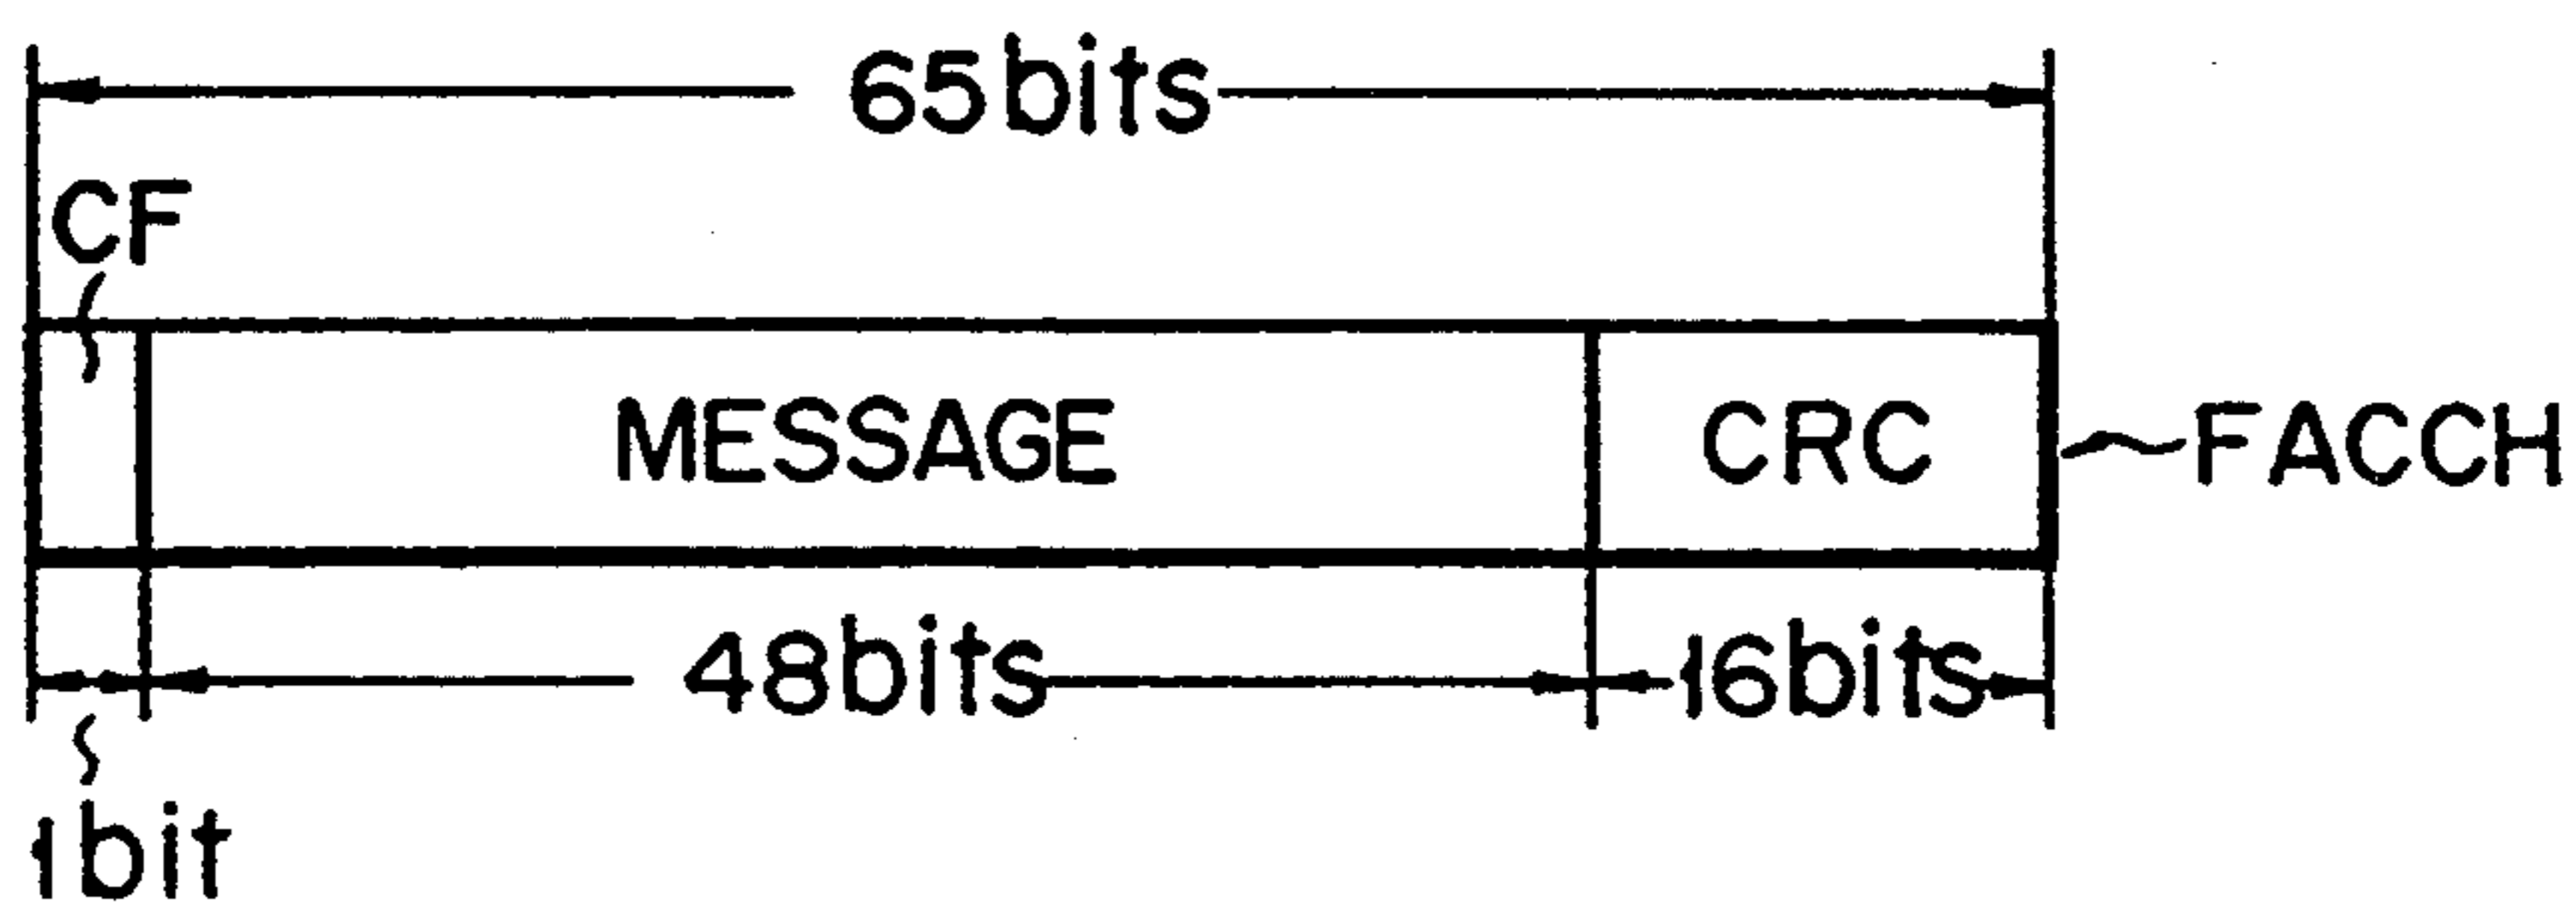 65bits
CF
MESSAGE CRC FACCH
48bits 16bits
1bit